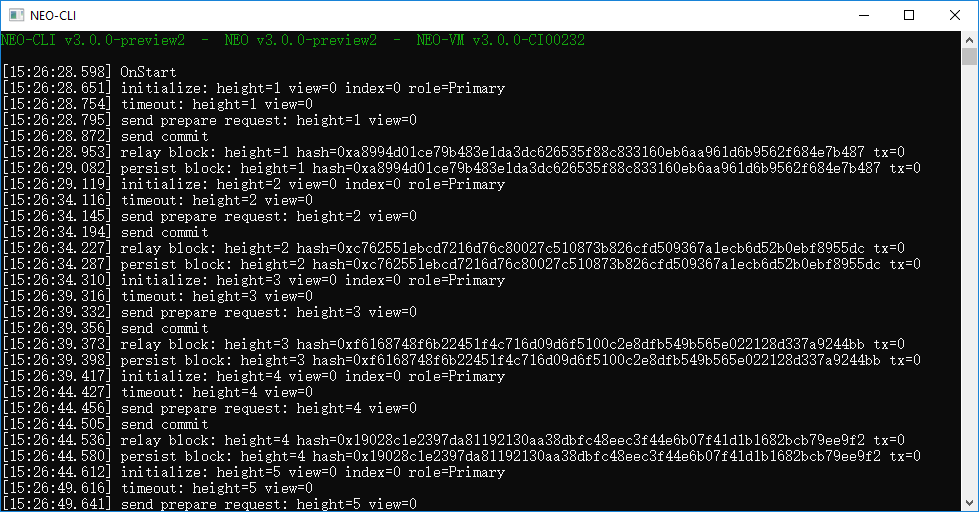 NEO-CLI
NEO-CLI v3.0.0-preview2  -  NEO v3.0.0-preview2  -  NEO-VM v3.0.0-CI00232
[15:26:28.598] OnStart
[15:26:28.651] initialize: height=1 view=0 index=0 role=Primary
[15:26:28.754] timeout: height=1 view=0
[15:26:28.795] send prepare request: height=1 view=0
[15:26:28.872] send commit
[15:26:28.953] relay block: height=1 hash=0xa8994d01ce79b483e1da3dc626535f88c833160eb6aa961d6b9562f684e7b487 tx=0
[15:26:29.082] persist block: height=1 hash=0xa8994d01ce79b483e1da3dc626535f88c833160eb6aa961d6b9562f684e7b487 tx=0
[15:26:29.119] initialize: height=2 view=0 index=0 role=Primary
[15:26:34.116] timeout: height=2 view=0
[15:26:34.145] send prepare request: height=2 view=0
[15:26:34.194] send commit
[15:26:34.227] relay block: height=2 hash=0xc762551ebcd7216d76c80027c510873b826cfd509367a1ecb6d52b0ebf8955dc tx=0
[15:26:34.287] persist block: height=2 hash=0xc762551ebcd7216d76c80027c510873b826cfd509367a1ecb6d52b0ebf8955dc tx=0
[15:26:34.310] initialize: height=3 view=0 index=0 role=Primary
[15:26:39.316] timeout: height=3 view=0
[15:26:39.332] send prepare request: height=3 view=0
[15:26:39.356] send commit
[15:26:39.373] relay block: height=3 hash=0xf6168748f6b22451f4c716d09d6f5100c2e8dfb549b565e022128d337a9244bb tx=0
[15:26:39.398] persist block: height=3 hash=0xf6168748f6b22451f4c716d09d6f5100c2e8dfb549b565e022128d337a9244bb tx=0
[15:26:39.417] initialize: height=4 view=0 index=0 role=Primary
[15:26:44.427] timeout: height=4 view=0
[15:26:44.456] send prepare request: height=4 view=0
[15:26:44.505] send commit
[15:26:44.536] relay block: height=4 hash=0x19028c1e2397da81192130aa38dbfc48eec3f44e6b07f41d1b1682bcb79ee9f2 tx=0
[15:26:44.580] persist block: height=4 hash=0x19028c1e2397da81192130aa38dbfc48eec3f44e6b07f41d1b1682bcb79ee9f2 tx=0
[15:26:44.612] initialize: height=5 view=0 index=0 role=Primary
[15:26:49.616] timeout: height=5 view=0
[15:26:49.641] send prepare request: height=5 view=0